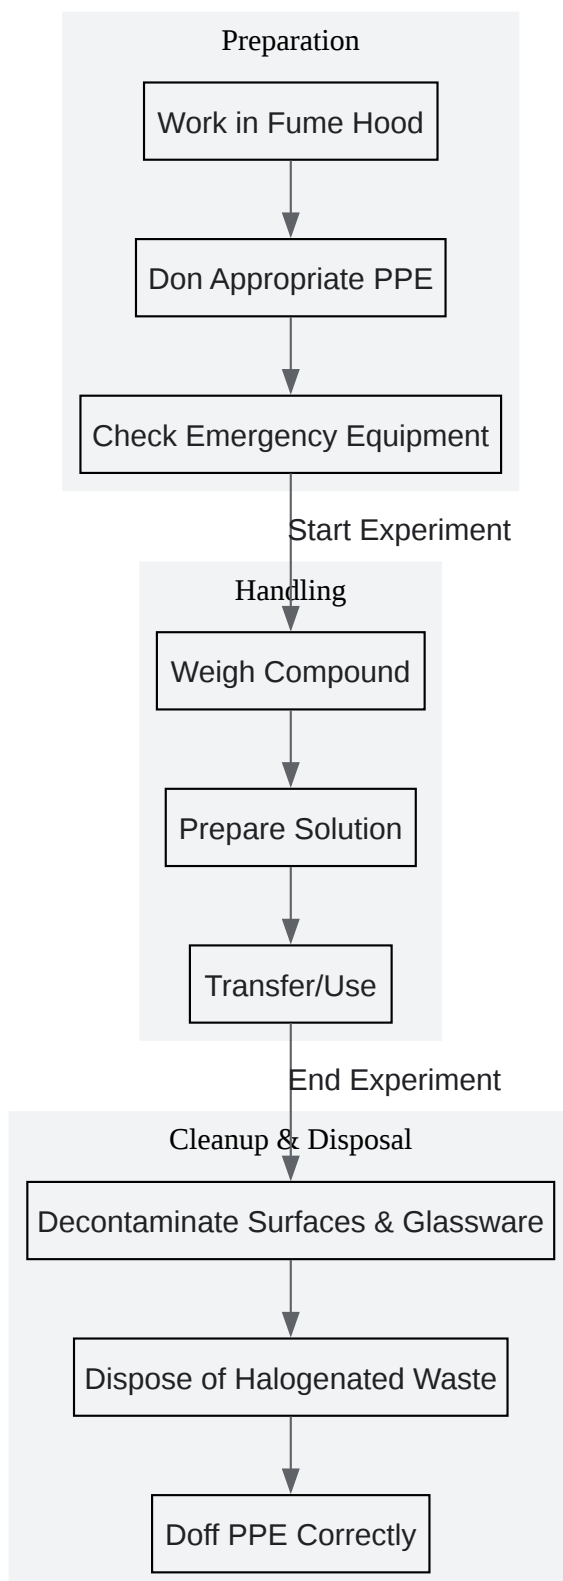 Preparation
Work in Fume Hood
Don Appropriate PPE
Check Emergency Equipment
Start Experiment
Handling
Weigh Compound
Prepare Solution
Transfer/Use
End Experiment
Cleanup & Disposal
Decontaminate Surfaces & Glassware
Dispose of Halogenated Waste
Doff PPE Correctly